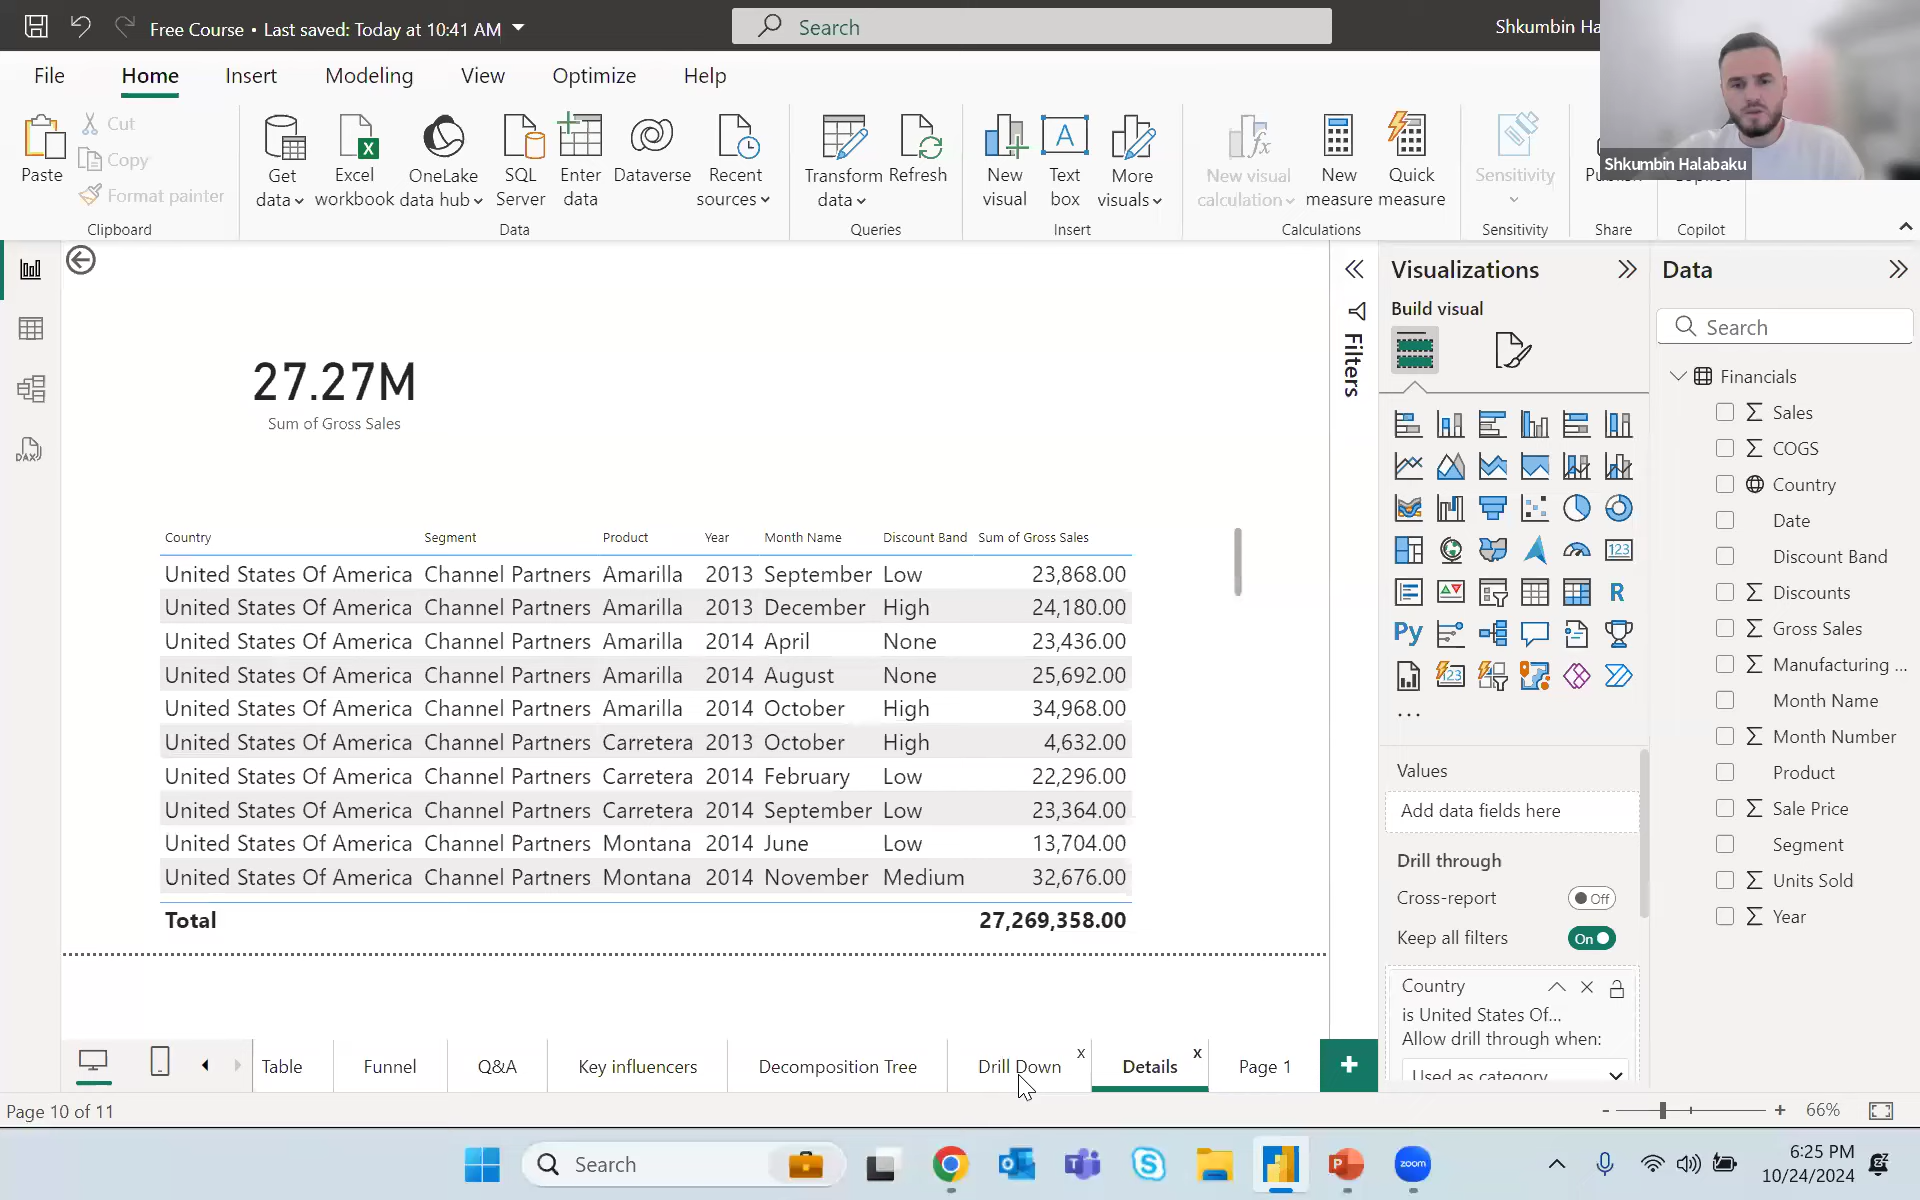 Free Course • Last saved: Today at 10:41 AM
Search
Shkumbin Ha
File
Home
Insert
Modeling
View
Optimize
Help
Shkumbin Halabaku
Paste
Cut
Copy
Format painter
Clipboard
Get data
Excel workbook
OneLake data hub
SQL Server
Enter data
Dataverse
Recent sources
Data
Transform data
Refresh
Queries
New visual
Text box
More visuals
Insert
New visual calculation
New measure
Quick measure
Calculations
Sensitivity
Sensitivity
Share
Copilot
27.27M
Sum of Gross Sales
Country Segment Product Year Month Name Discount Band Sum of Gross Sales
United States Of America Channel Partners Amarilla 2013 September Low 23,868.00
United States Of America Channel Partners Amarilla 2013 December High 24,180.00
United States Of America Channel Partners Amarilla 2014 April None 23,436.00
United States Of America Channel Partners Amarilla 2014 August None 25,692.00
United States Of America Channel Partners Amarilla 2014 October High 34,968.00
United States Of America Channel Partners Carretera 2013 October High 4,632.00
United States Of America Channel Partners Carretera 2014 February Low 22,296.00
United States Of America Channel Partners Carretera 2014 September Low 23,364.00
United States Of America Channel Partners Montana 2014 June Low 13,704.00
United States Of America Channel Partners Montana 2014 November Medium 32,676.00
Total 27,269,358.00
Filters
Visualizations
Build visual
123
R
Py
123
Values
Add data fields here
Drill through
Cross-report Off
Keep all filters On
Country
is United States Of...
Allow drill through when:
Used as category
Data
Search
Financials
Sales
COGS
Country
Date
Discount Band
Discounts
Gross Sales
Manufacturing ...
Month Name
Month Number
Product
Sale Price
Segment
Units Sold
Year
DAX
Table
Funnel
Q&A
Key influencers
Decomposition Tree
Drill Down
Details
Page 1
Page 10 of 11
66%
Search
zoom
6:25 PM
10/24/2024